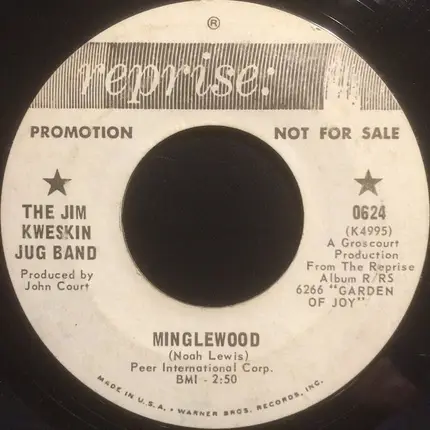 ®
reprise:
PROMOTION NOT FOR SALE
THE JIM
KWESKIN
JUG BAND
Produced by
John Court
0624
(K4995)
A Groscourt
Production
From The Reprise
Album R/RS
6266 "GARDEN
OF JOY"
MINGLEWOOD
(Noah Lewis)
Peer International Corp.
BMI - 2:50
MADE IN U.S.A. • WARNER BROS. RECORDS, INC.